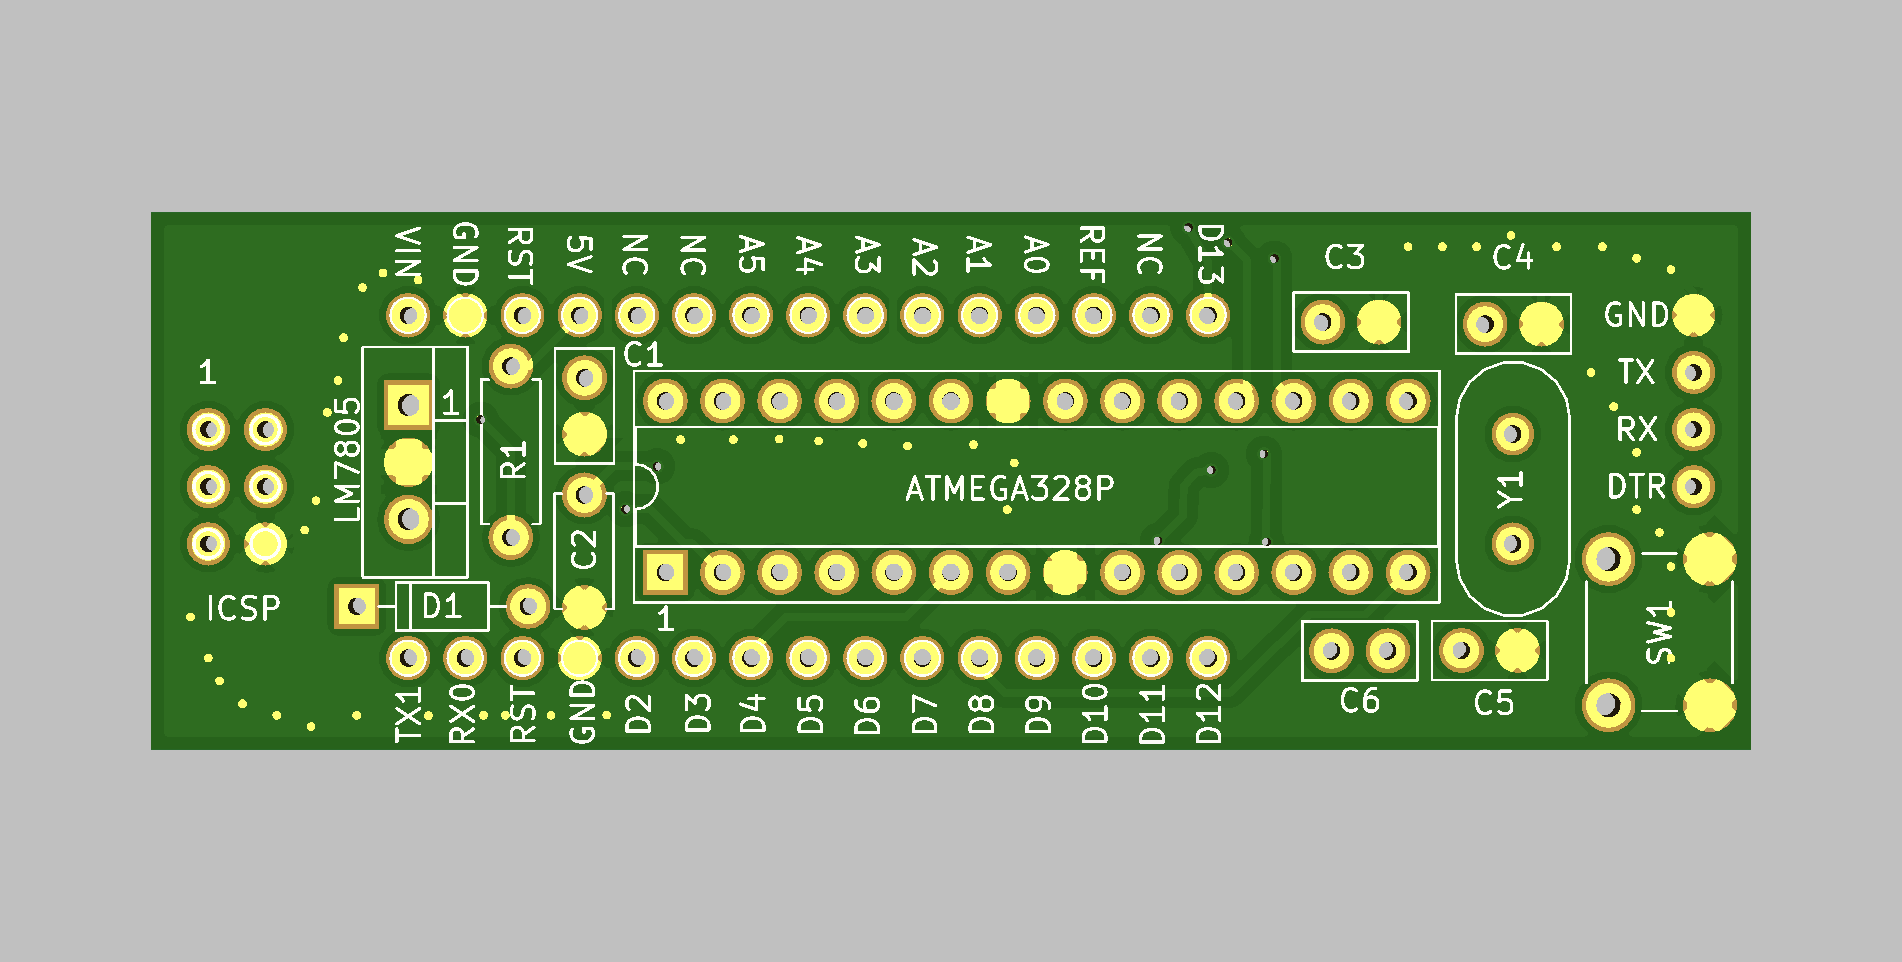 VIN GND RST 5V NC NC A5 A4 A3 A2 A1 A0 REF NC D13
C3 C4
GND
C1
1
TX
LM7805
1
RX
R1
ATMEGA328P
Y1
DTR
C2
ICSP
D1
1
SW1
TX1 RX0 RST GND D2 D3 D4 D5 D6 D7 D8 D9 D10 D11 D12
C6 C5